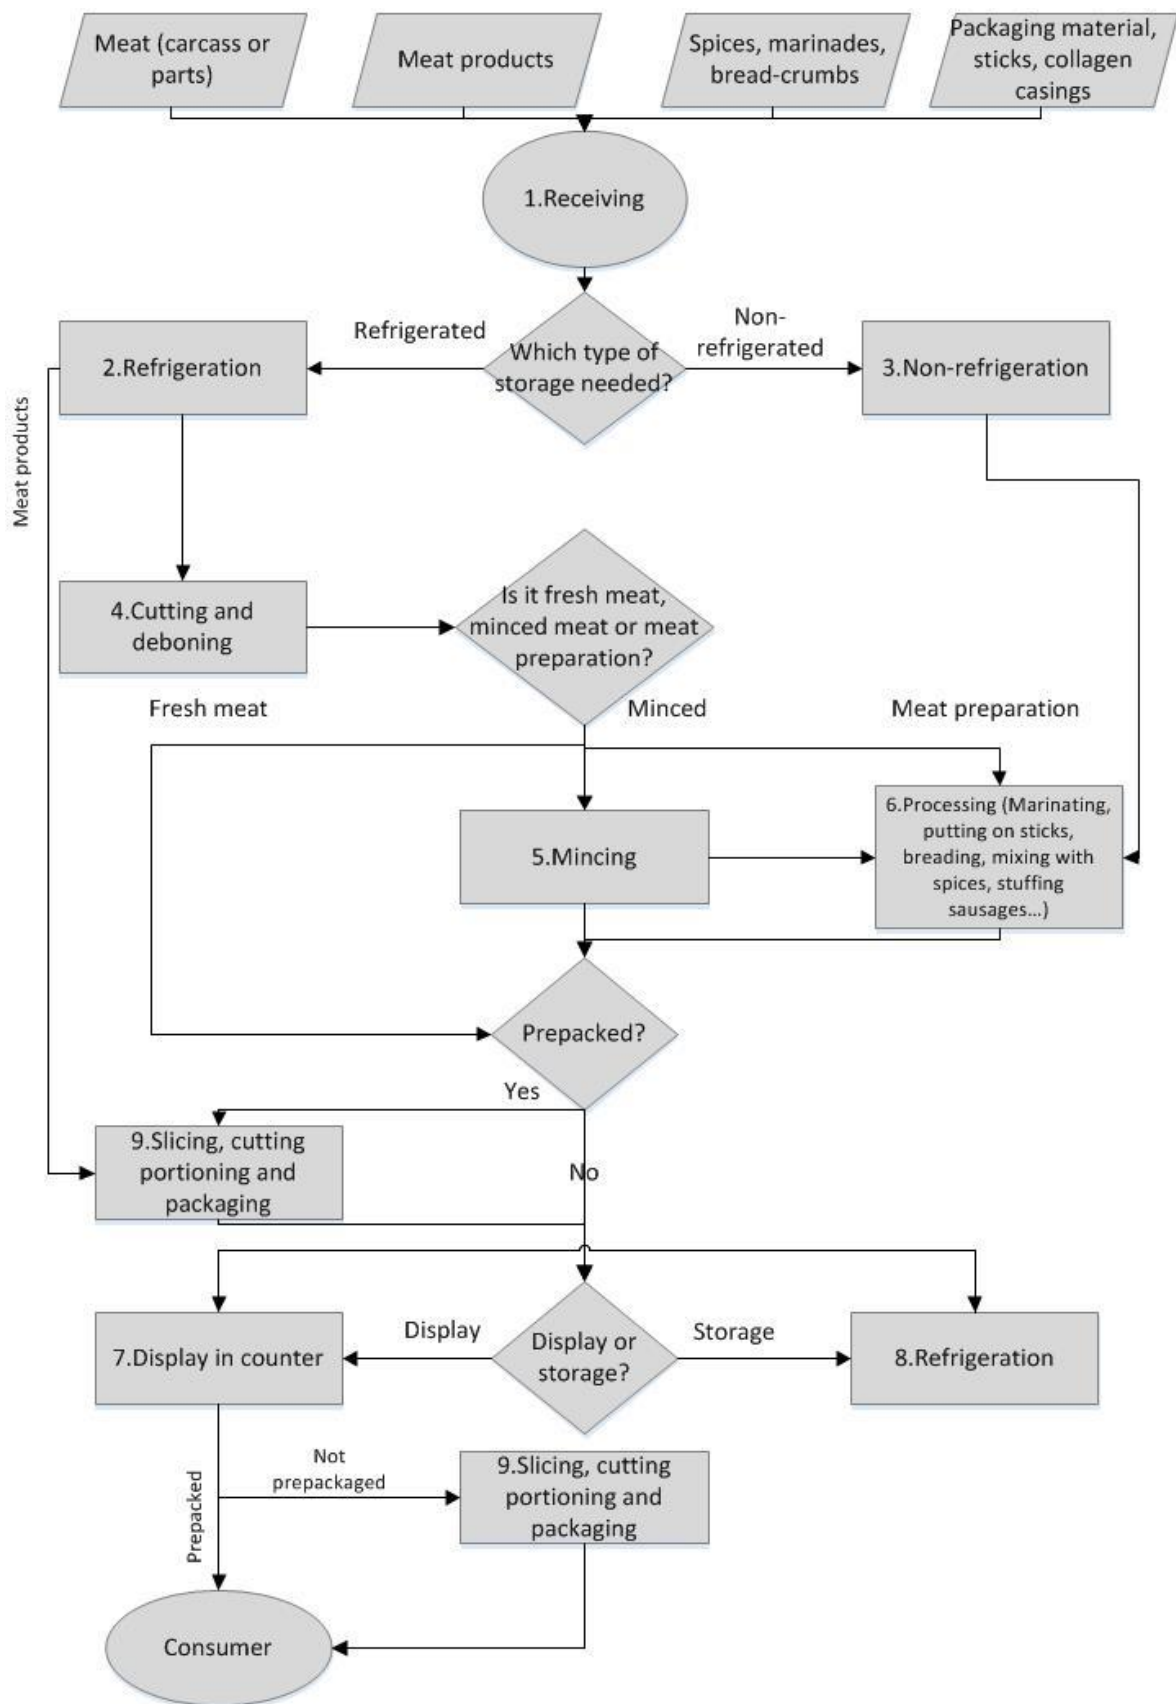 Meat (carcass or
parts)
Meat products
Spices, marinades,
bread-crumbs
Packaging material,
sticks, collagen
casings
1.Receiving
Refrigerated
Which type of
storage needed?
Non-
refrigerated
2.Refrigeration
3.Non-refrigeration
Meat products
4.Cutting and
deboning
Is it fresh meat,
minced meat or meat
preparation?
Fresh meat
Minced
Meat preparation
5.Mincing
6.Processing (Marinating,
putting on sticks,
breading, mixing with
spices, stuffing
sausages...)
Prepacked?
Yes
No
9.Slicing, cutting
portioning and
packaging
Display or
storage?
Display
Storage
7.Display in counter
8.Refrigeration
Prepacked
Not
prepackaged
9.Slicing, cutting
portioning and
packaging
Consumer